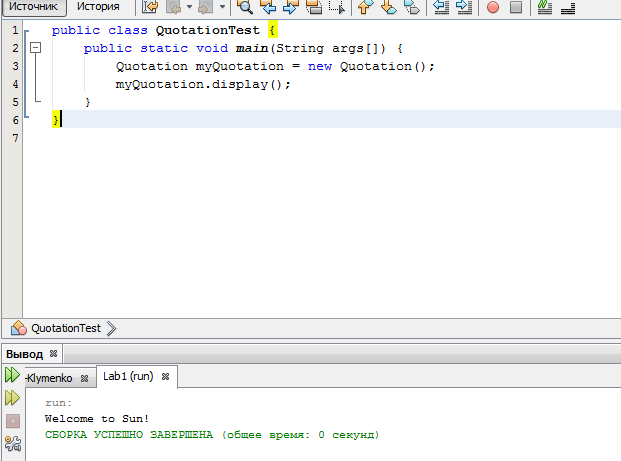 Источник История
1 public class QuotationTest {
2 public static void main(String args[]) {
3 Quotation myQuotation = new Quotation();
4 myQuotation.display();
5 }
6 }
7
QuotationTest
Вывод
-Klymenko Lab1 (run)
run:
Welcome to Sun!
СБОРКА УСПЕШНО ЗАВЕРШЕНА (общее время: 0 секунд)